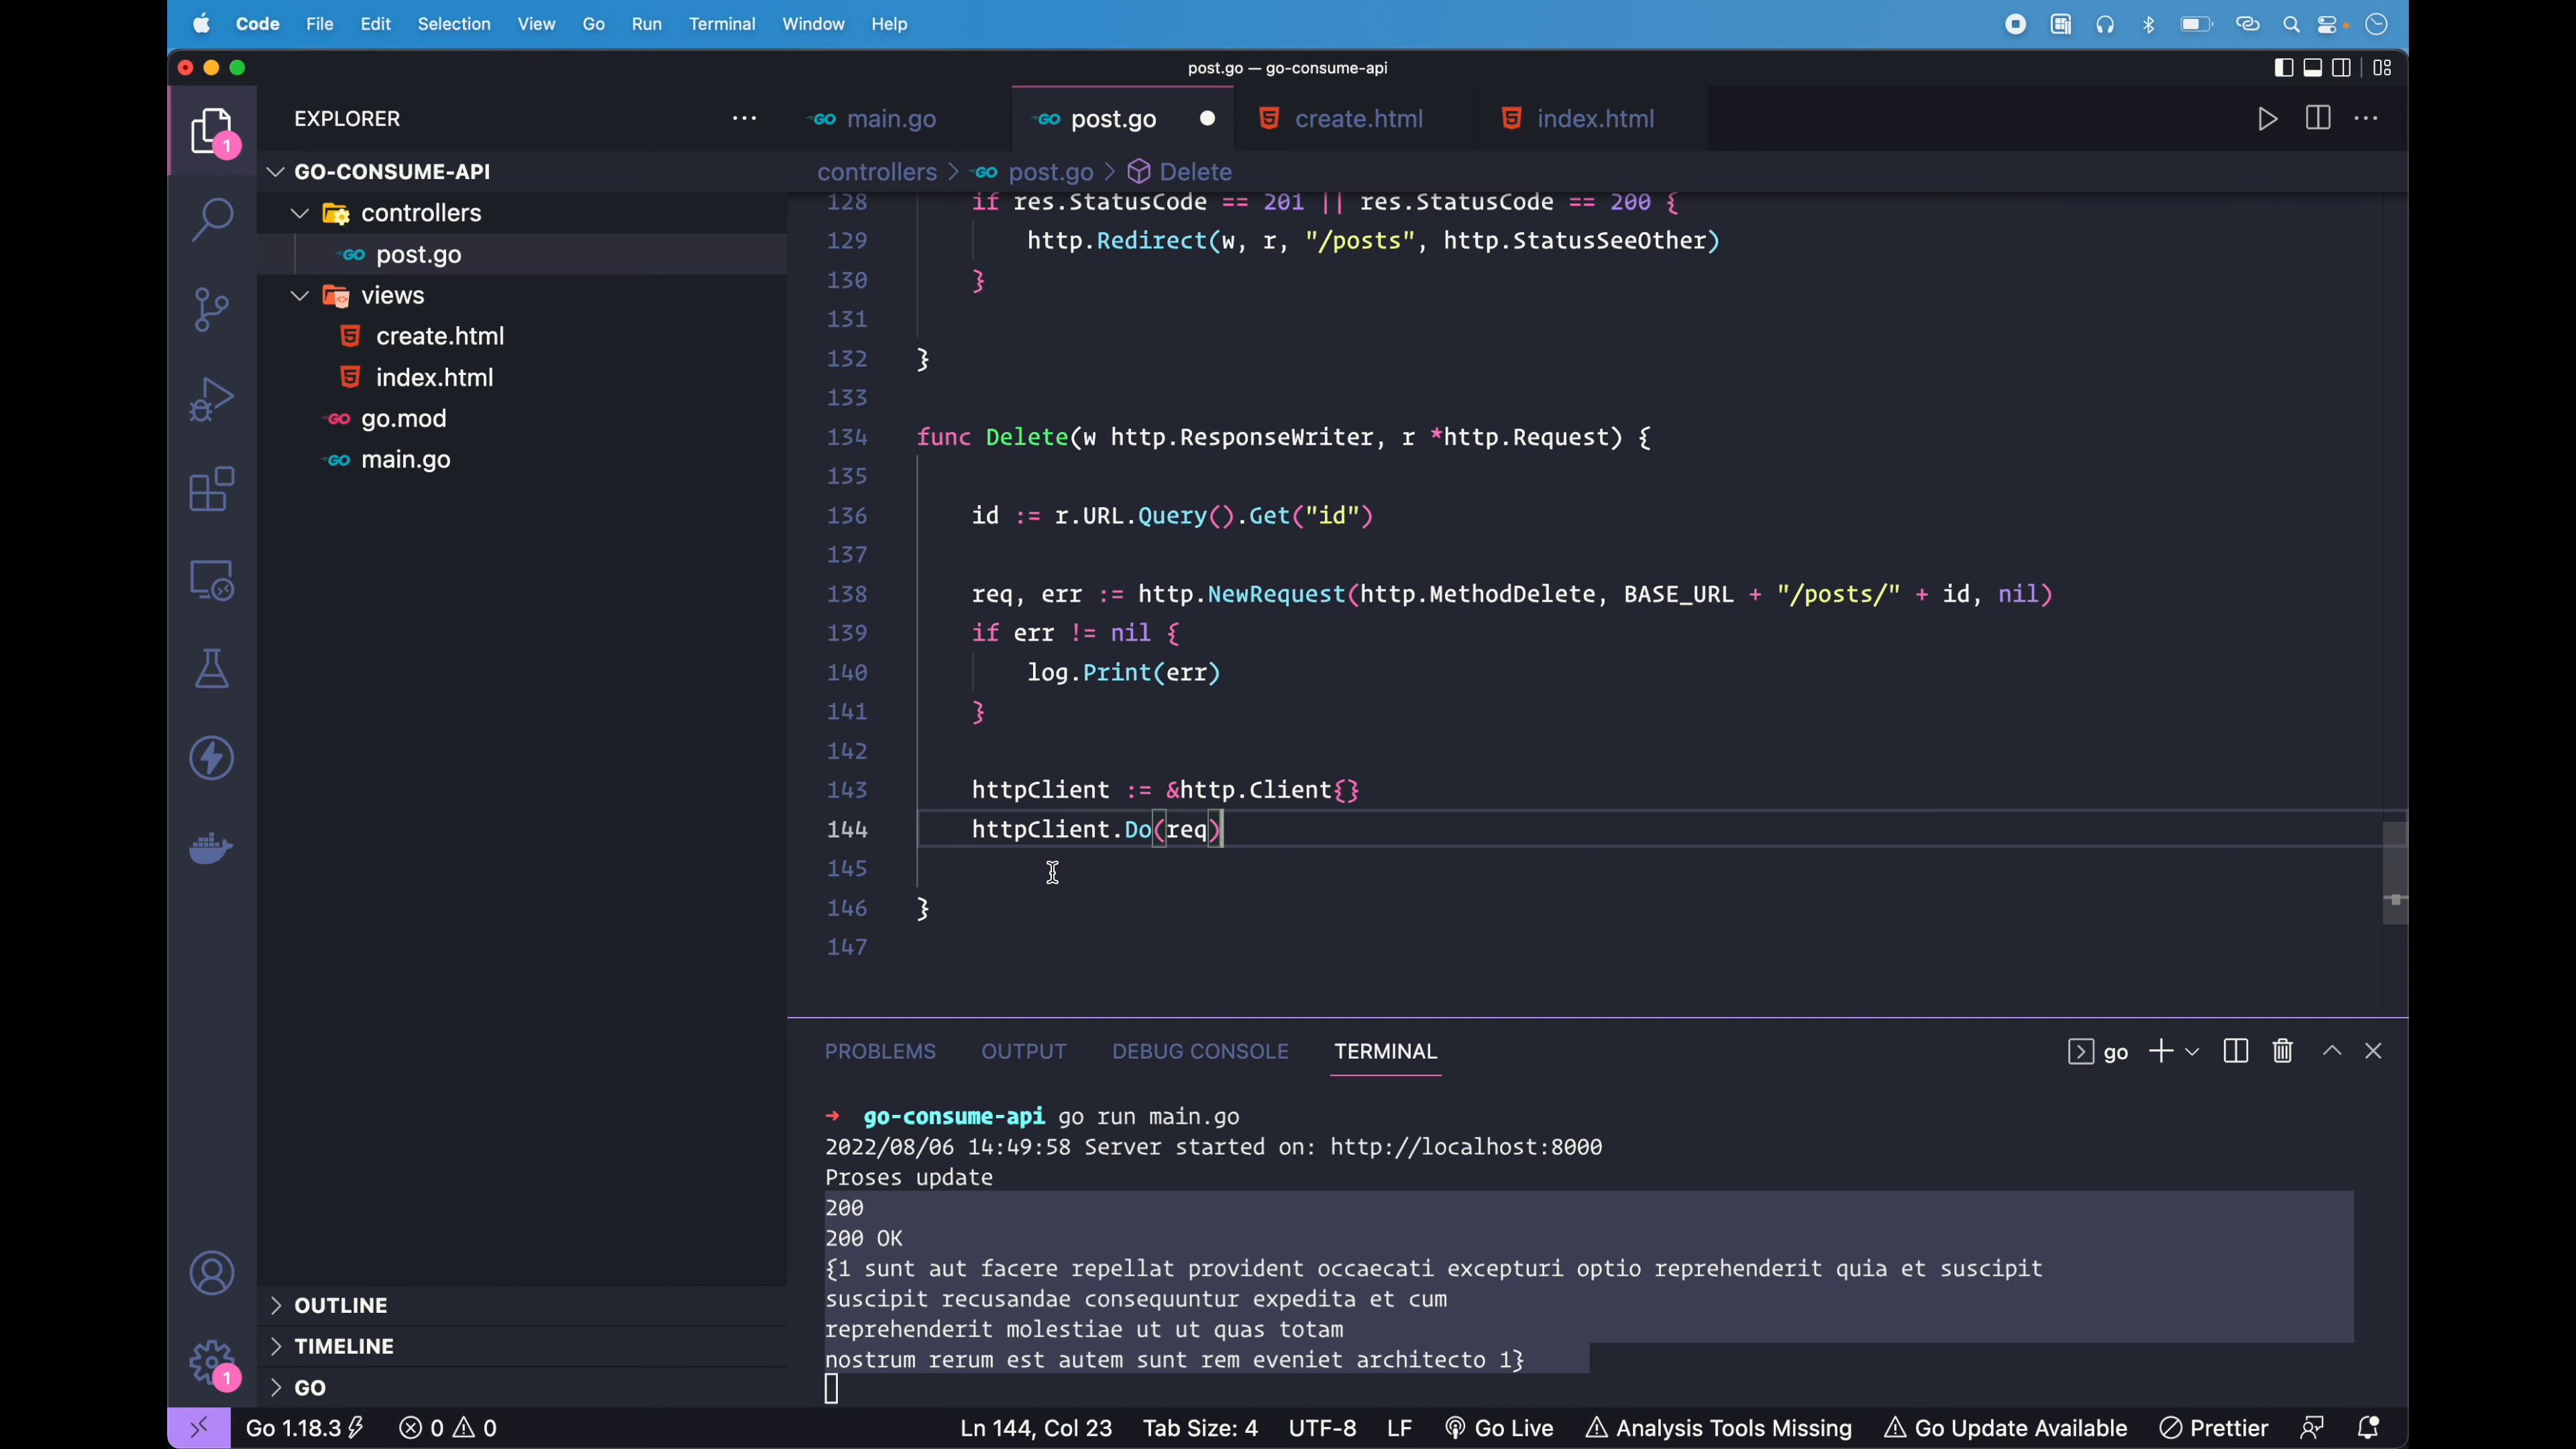 Code File Edit Selection View Go Run Terminal Window Help
post.go — go-consume-api
EXPLORER
main.go post.go create.html index.html
1
GO-CONSUME-API
controllers > post.go > Delete
controllers
post.go
views
create.html
index.html
go.mod
main.go
128 if res.StatusCode == 201 || res.StatusCode == 200 {
129 http.Redirect(w, r, "/posts", http.StatusSeeOther)
130 }
131
132 }
133
134 func Delete(w http.ResponseWriter, r *http.Request) {
135
136 id := r.URL.Query().Get("id")
137
138 req, err := http.NewRequest(http.MethodDelete, BASE_URL + "/posts/" + id, nil)
139 if err != nil {
140 log.Print(err)
141 }
142
143 httpClient := &http.Client{}
144 httpClient.Do(req)
145
146 }
147
PROBLEMS OUTPUT DEBUG CONSOLE TERMINAL
go
→ go-consume-api go run main.go
2022/08/06 14:49:58 Server started on: http://localhost:8000
Proses update
200
200 OK
{1 sunt aut facere repellat provident occaecati excepturi optio reprehenderit quia et suscipit
suscipit recusandae consequuntur expedita et cum
reprehenderit molestiae ut ut quas totam
nostrum rerum est autem sunt rem eveniet architecto 1}
OUTLINE
TIMELINE
GO
1
Go 1.18.3 0 0 Ln 144, Col 23 Tab Size: 4 UTF-8 LF Go Live Analysis Tools Missing Go Update Available Prettier